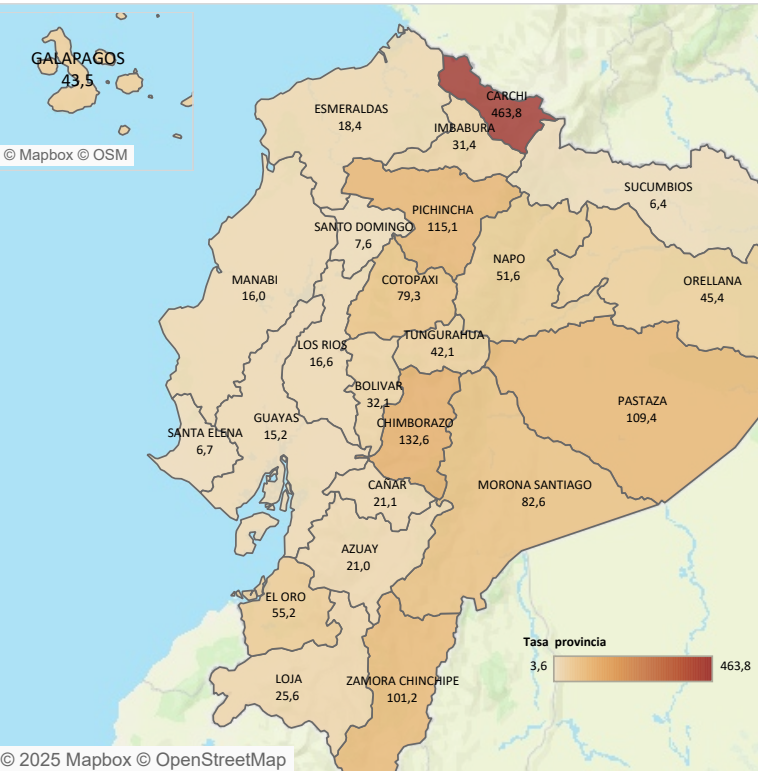 GALAPAGOS
43,5
© Mapbox © OSM
ESMERALDAS
18,4
CARCHI
463,8
IMBABURA
31,4
SUCUMBIOS
6,4
PICHINCHA
115,1
SANTO DOMINGO
7,6
NAPO
51,6
MANABI
16,0
COTOPAXI
79,3
ORELLANA
45,4
LOS RIOS
16,6
TUNGURAHUA
42,1
BOLIVAR
32,1
PASTAZA
109,4
GUAYAS
15,2
CHIMBORAZO
132,6
SANTA ELENA
6,7
CAÑAR
21,1
MORONA SANTIAGO
82,6
AZUAY
21,0
EL ORO
55,2
Tasa provincia
3,6 463,8
LOJA
25,6
ZAMORA CHINCHIPE
101,2
© 2025 Mapbox © OpenStreetMap